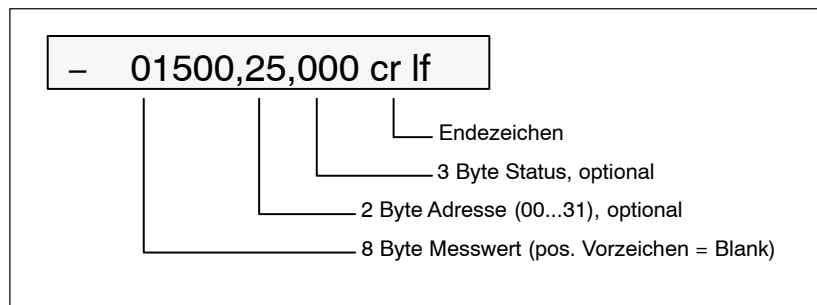 – 01500,25,000 cr lf
Endezeichen
3 Byte Status, optional
2 Byte Adresse (00...31), optional
8 Byte Messwert (pos. Vorzeichen = Blank)